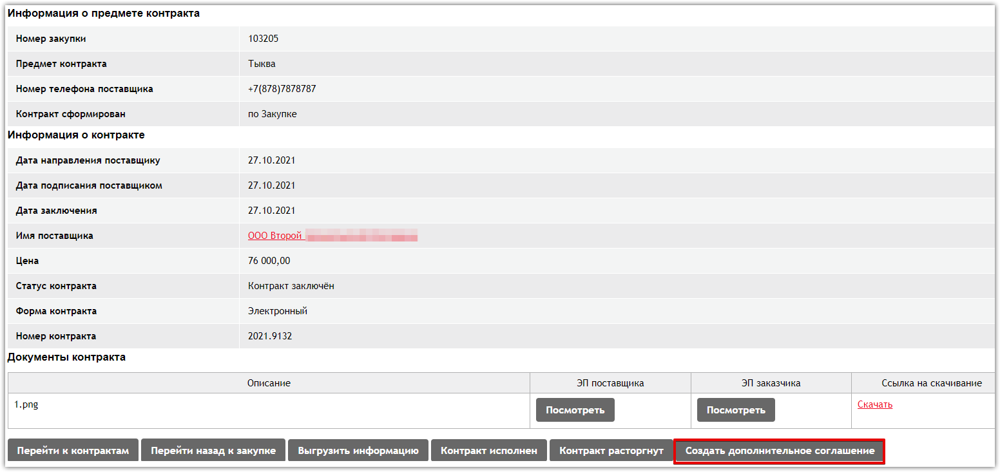 Информация о предмете контракта
Номер закупки 103205
Предмет контракта Тыква
Номер телефона поставщика +7(878)7878787
Контракт сформирован по Закупке
Информация о контракте
Дата направления поставщику 27.10.2021
Дата подписания поставщиком 27.10.2021
Дата заключения 27.10.2021
Имя поставщика ООО Второй
Цена 76 000,00
Статус контракта Контракт заключён
Форма контракта Электронный
Номер контракта 2021.9132
Документы контракта
Описание ЭП поставщика ЭП заказчика Ссылка на скачивание
1.png Посмотреть Посмотреть Скачать
Перейти к контрактам Перейти назад к закупке Выгрузить информацию Контракт исполнен Контракт расторгнут Создать дополнительное соглашение